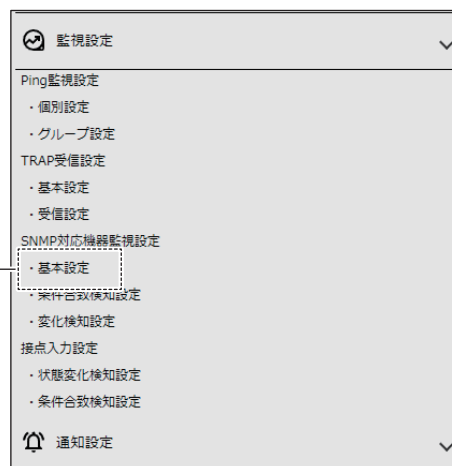 監視設定
Ping監視設定
・個別設定
・グループ設定
TRAP受信設定
・基本設定
・受信設定
SNMP対応機器監視設定
・基本設定
・条件合致検知設定
・変化検知設定
接点入力設定
・状態変化検知設定
・条件合致検知設定
通知設定